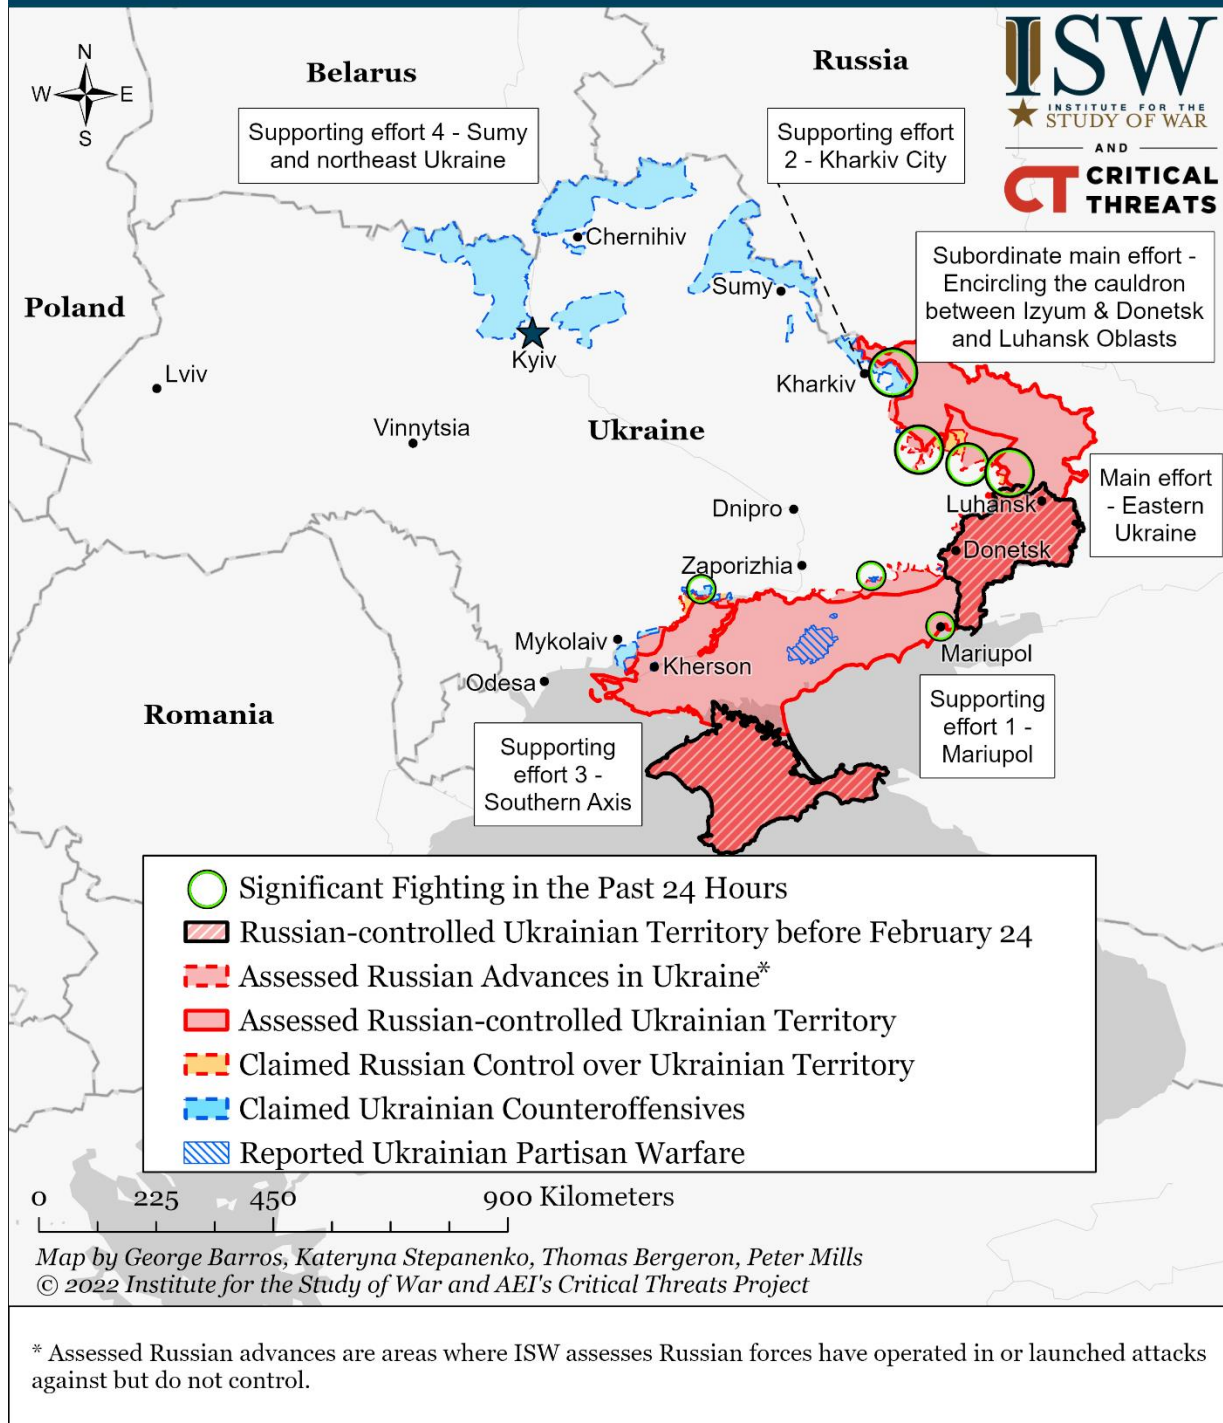 N
W
E
S
Belarus
Russia
ISW
INSTITUTE FOR THE
STUDY OF WAR
AND
CT CRITICAL
THREATS
Supporting effort 4 - Sumy
and northeast Ukraine
Supporting effort
2 - Kharkiv City
Subordinate main effort -
Encircling the cauldron
between Izyum & Donetsk
and Luhansk Oblasts
Chernihiv
Sumy
Poland
Kyiv
Lviv
Kharkiv
Vinnytsia
Ukraine
Main effort
- Eastern
Ukraine
Dnipro
Luhansk
Donetsk
Zaporizhia
Mykolaiv
Kherson
Mariupol
Odesa
Romania
Supporting
effort 1 -
Mariupol
Supporting
effort 3 -
Southern Axis
Significant Fighting in the Past 24 Hours
Russian-controlled Ukrainian Territory before February 24
Assessed Russian Advances in Ukraine*
Assessed Russian-controlled Ukrainian Territory
Claimed Russian Control over Ukrainian Territory
Claimed Ukrainian Counteroffensives
Reported Ukrainian Partisan Warfare
0 225 450 900 Kilometers
Map by George Barros, Kateryna Stepanenko, Thomas Bergeron, Peter Mills
© 2022 Institute for the Study of War and AEI's Critical Threats Project
* Assessed Russian advances are areas where ISW assesses Russian forces have operated in or launched attacks
against but do not control.